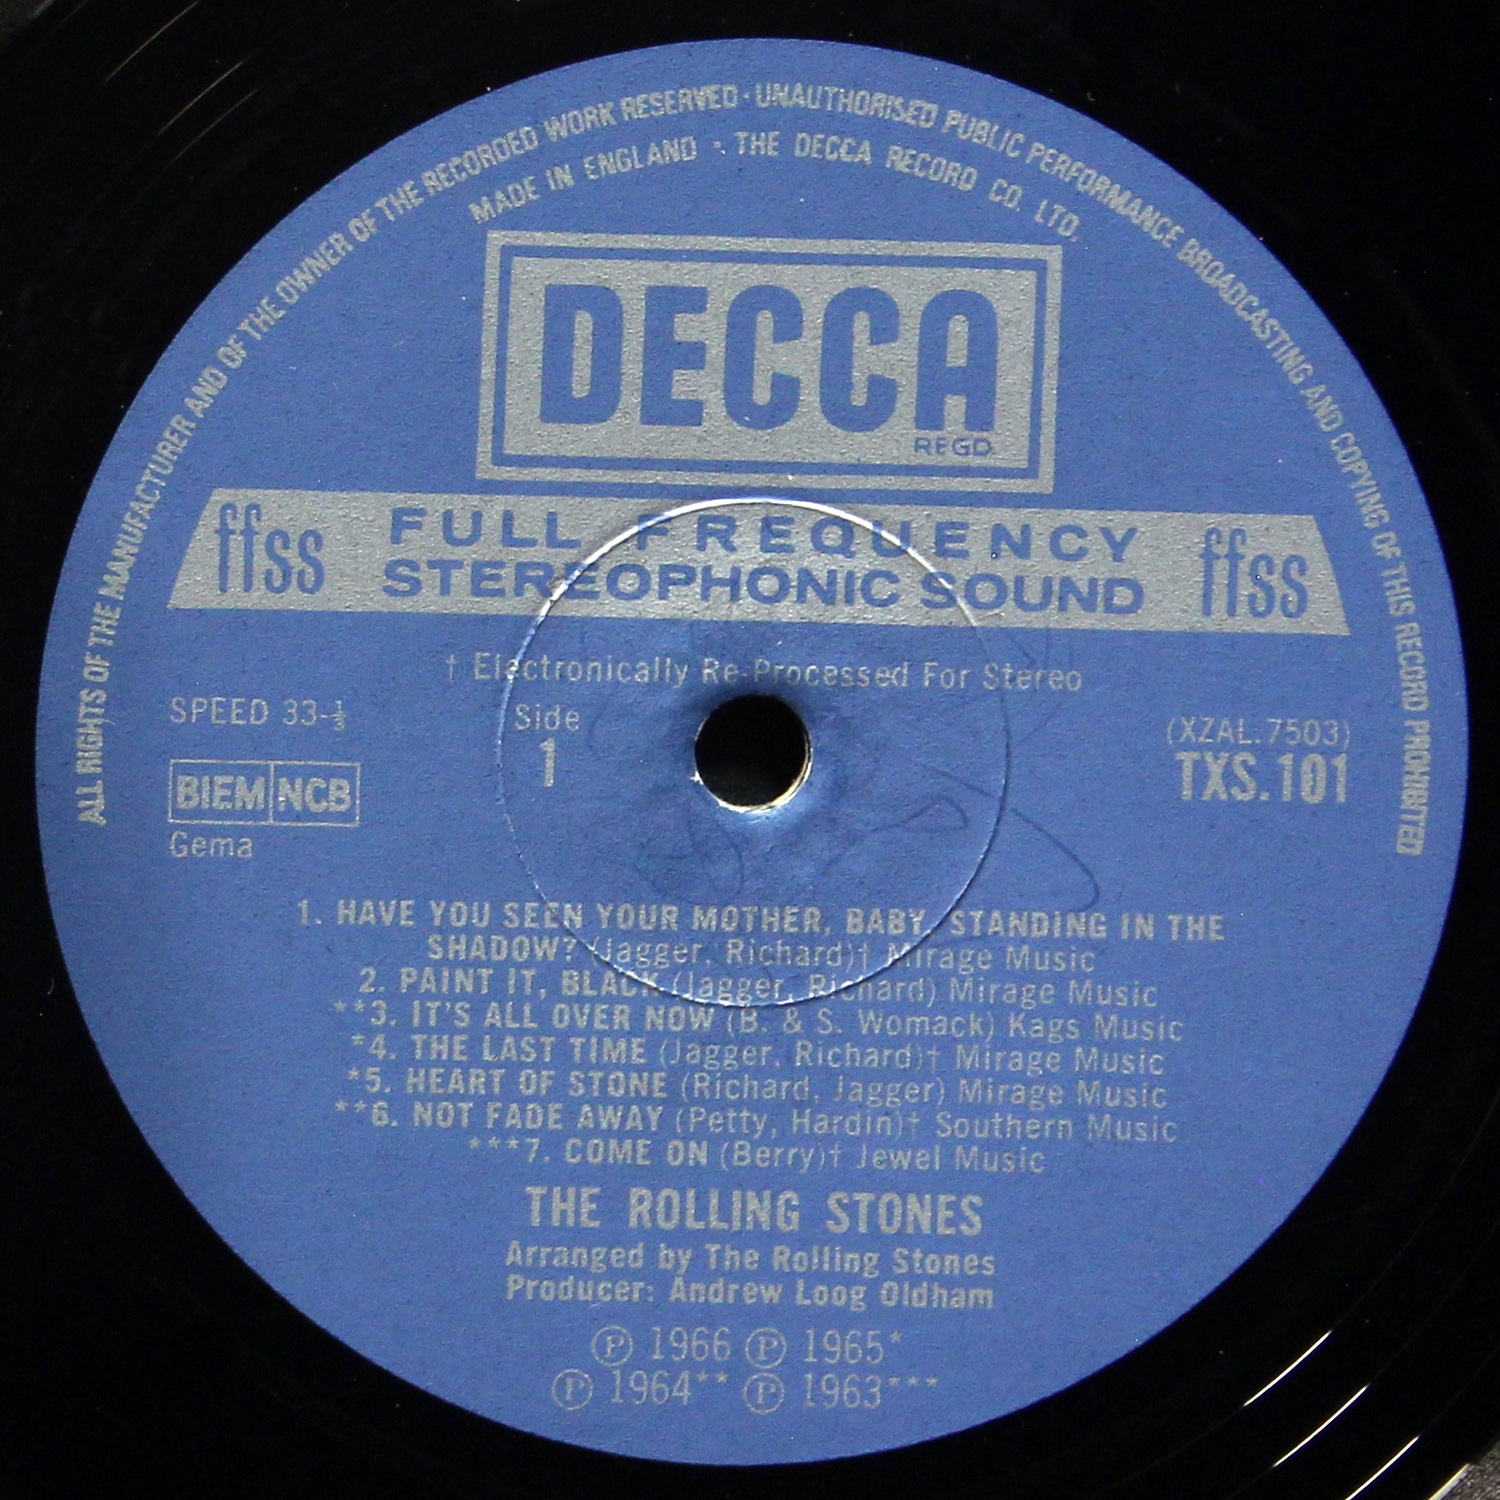 ALL RIGHTS OF THE MANUFACTURER AND OF THE OWNER OF THE RECORDED WORK RESERVED · UNAUTHORISED PUBLIC PERFORMANCE BROADCASTING AND COPYING OF THIS RECORD PROHIBITED
MADE IN ENGLAND · THE DECCA RECORD CO. LTD.
DECCA
REGD.
ffss FULL FREQUENCY ffss
STEREOPHONIC SOUND
† Electronically Re-Processed For Stereo
SPEED 33-⅓
Side
1
(XZAL.7503)
TXS.101
BIEM NCB
Gema
1. HAVE YOU SEEN YOUR MOTHER, BABY, STANDING IN THE
SHADOW? (Jagger, Richard)† Mirage Music
2. PAINT IT, BLACK (Jagger, Richard) Mirage Music
**3. IT'S ALL OVER NOW (B. & S. Womack) Kags Music
*4. THE LAST TIME (Jagger, Richard)† Mirage Music
*5. HEART OF STONE (Richard, Jagger) Mirage Music
**6. NOT FADE AWAY (Petty, Hardin)† Southern Music
***7. COME ON (Berry)† Jewel Music
THE ROLLING STONES
Arranged by The Rolling Stones
Producer: Andrew Loog Oldham
Ⓟ 1966 Ⓟ 1965*
Ⓟ 1964** Ⓟ 1963***